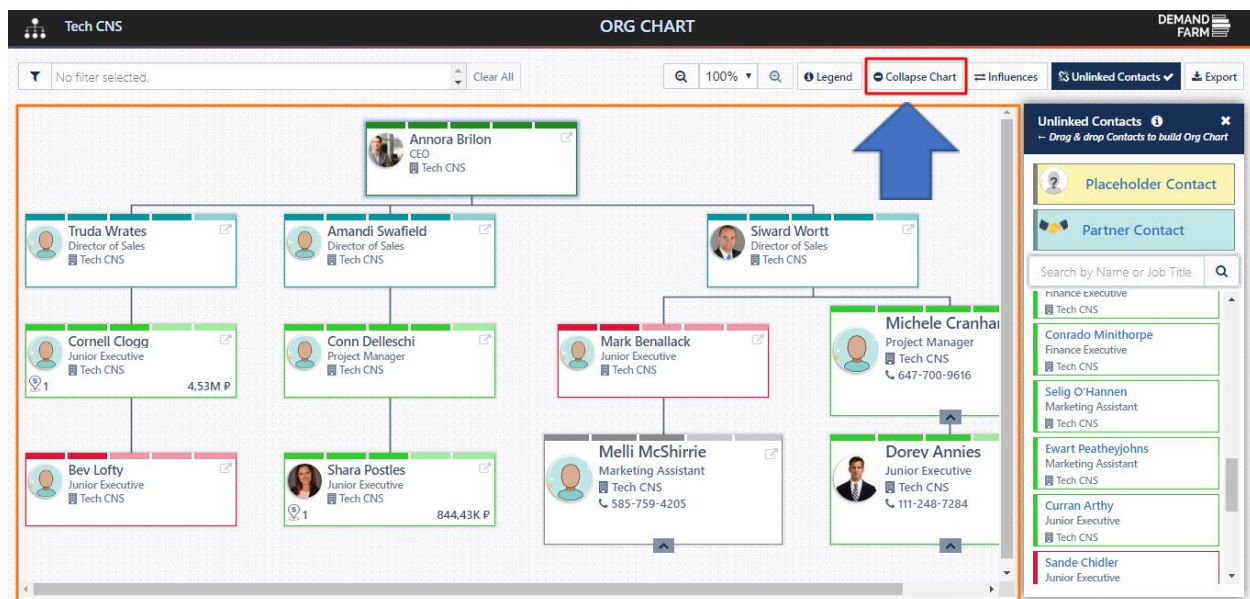 Tech CNS
ORG CHART
DEMAND
FARM
No filter selected.
Clear All
100%
Legend
Collapse Chart
Influences
Unlinked Contacts
Export
Annora Brilon
CEO
Tech CNS
Truda Wrates
Director of Sales
Tech CNS
Amandi Swafield
Director of Sales
Tech CNS
Siward Wortt
Director of Sales
Tech CNS
Cornell Clogg
Junior Executive
Tech CNS
1 4,53M ₽
Conn Delleschi
Project Manager
Tech CNS
Mark Benallack
Junior Executive
Tech CNS
Michele Cranha
Project Manager
Tech CNS
647-700-9616
Bev Lofty
Junior Executive
Tech CNS
Shara Postles
Junior Executive
Tech CNS
1 844,43K ₽
Melli McShirrie
Marketing Assistant
Tech CNS
585-759-4205
Dorey Annies
Junior Executive
Tech CNS
111-248-7284
Unlinked Contacts
← Drag & drop Contacts to build Org Chart
? Placeholder Contact
Partner Contact
Search by Name or Job Title
Finance Executive
Tech CNS
Conrado Minithorpe
Finance Executive
Tech CNS
Selig O'Hannen
Marketing Assistant
Tech CNS
Ewart Peatheyjohns
Marketing Assistant
Tech CNS
Curran Arthy
Junior Executive
Tech CNS
Sande Chidler
Junior Executive